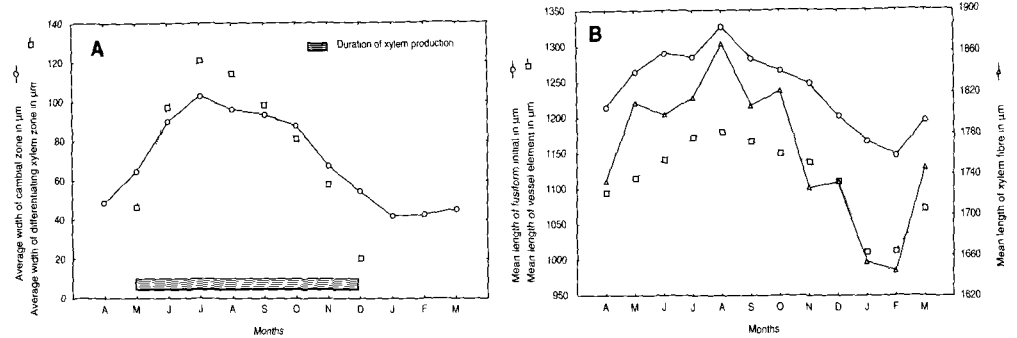 A
Duration of xylem production
Average width of cambial zone in µm
Average width of differentiating xylem zone in µm
140
120
100
80
60
40
20
0
A M J J A S O N D J F M
Months
B
Mean length of fusiform initial in µm
Mean length of vessel element in µm
1350
1300
1250
1200
1150
1100
1009
950
A M J J A S O N D J F M
Months
1900
1860
1820
1780
1740
1700
1660
1620
Mean length of xylem fibre in µm